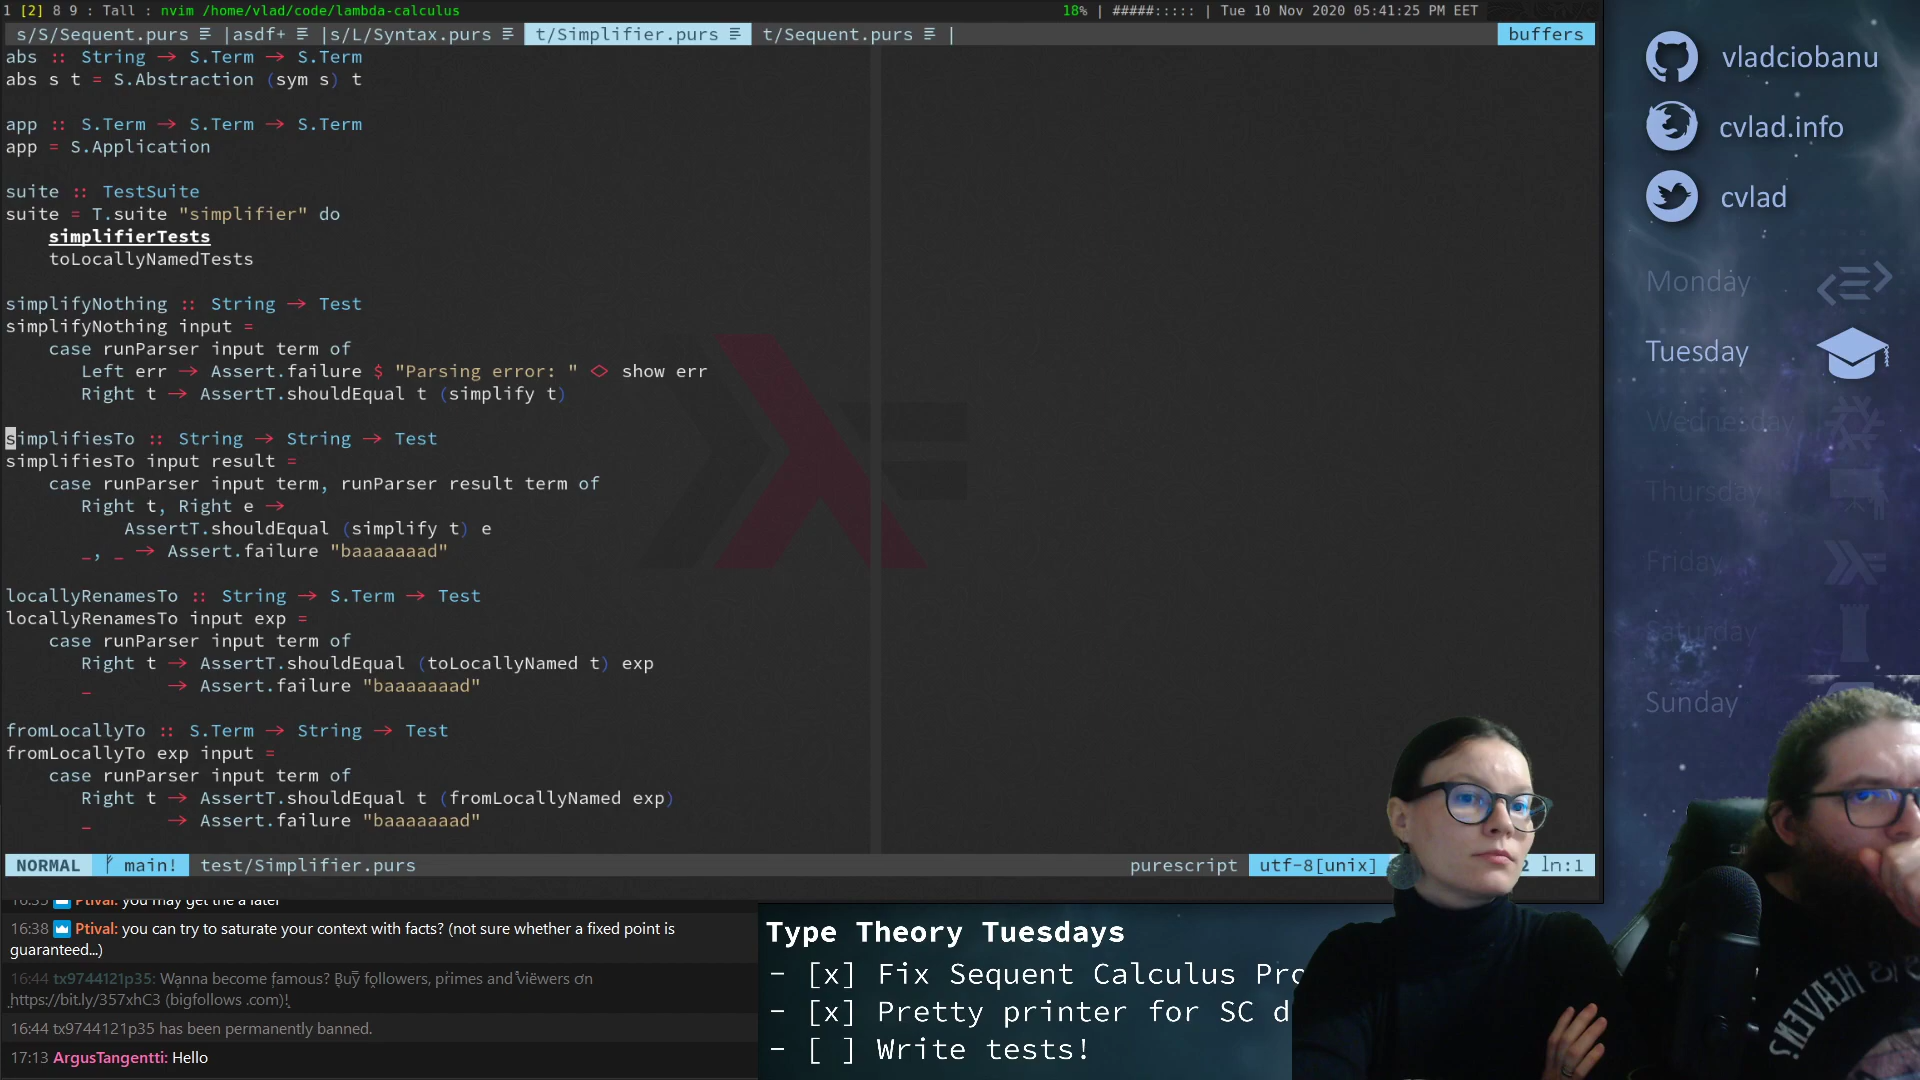 1 [2] 8 9 : Tall : nvim /home/vlad/code/lambda-calculus
18% | #####::::: | Tue 10 Nov 2020 05:41:25 PM EET
s/S/Sequent.purs |asdf+ |s/L/Syntax.purs t/Simplifier.purs t/Sequent.purs | buffers
abs :: String → S.Term → S.Term
abs s t = S.Abstraction (sym s) t
app :: S.Term → S.Term → S.Term
app = S.Application
suite :: TestSuite
suite = T.suite "simplifier" do
simplifierTests
toLocallyNamedTests
simplifyNothing :: String → Test
simplifyNothing input =
case runParser input term of
Left err → Assert.failure $ "Parsing error: " <> show err
Right t → AssertT.shouldEqual t (simplify t)
simplifiesTo :: String → String → Test
simplifiesTo input result =
case runParser input term, runParser result term of
Right t, Right e →
AssertT.shouldEqual (simplify t) e
_, _ → Assert.failure "baaaaaaad"
locallyRenamesTo :: String → S.Term → Test
locallyRenamesTo input exp =
case runParser input term of
Right t → AssertT.shouldEqual (toLocallyNamed t) exp
_ → Assert.failure "baaaaaaad"
fromLocallyTo :: S.Term → String → Test
fromLocallyTo exp input =
case runParser input term of
Right t → AssertT.shouldEqual t (fromLocallyNamed exp)
_ → Assert.failure "baaaaaaad"
NORMAL main! test/Simplifier.purs
purescript utf-8[unix] 2 ln:1
16:35 Ptival: you may get the a later
16:38 Ptival: you can try to saturate your context with facts? (not sure whether a fixed point is
guaranteed...)
16:44 tx9744121p35: Wanna become famous? Buy followers, primes and viewers on
https://bit.ly/357xhC3 (bigfollows .com)!
16:44 tx9744121p35 has been permanently banned.
17:13 ArgusTangentti: Hello
Type Theory Tuesdays
- [x] Fix Sequent Calculus Pro
- [x] Pretty printer for SC d
- [ ] Write tests!
vladciobanu
cvlad.info
cvlad
Monday
Tuesday
Wednesday
Thursday
Friday
Saturday
Sunday
HEAVEN?